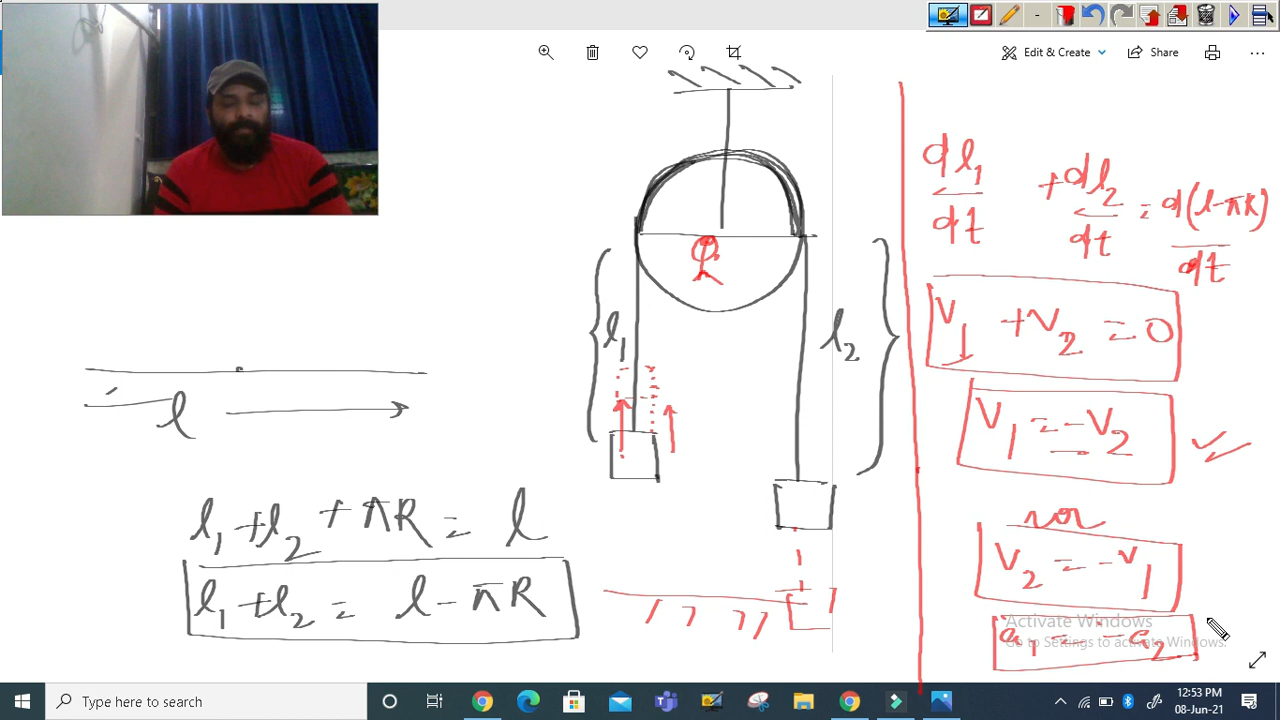 Edit & Create
Share
l
l₁
l₂
R
l₁ + l₂ + πR = l
l₁ + l₂ = l - πR
dl₁/dt + dl₂/dt = d(l-πR)/dt
V₁ + V₂ = 0
V₁ = -V₂
or
V₂ = -V₁
a₁ = -a₂
Activate Windows
Go to Settings to activate Windows.
Type here to search
12:53 PM
08-Jun-21